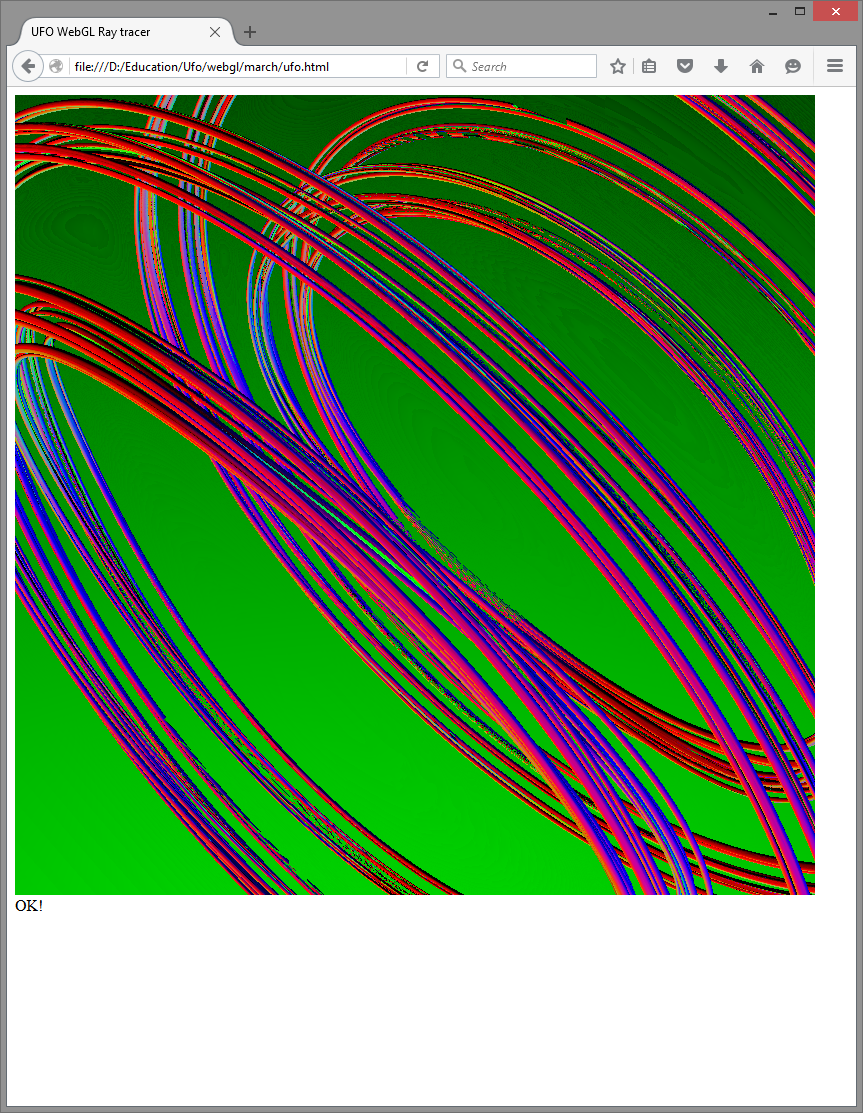 UFO WebGL Ray tracer
file:///D:/Education/Ufo/webgl/march/ufo.html
Search
OK!